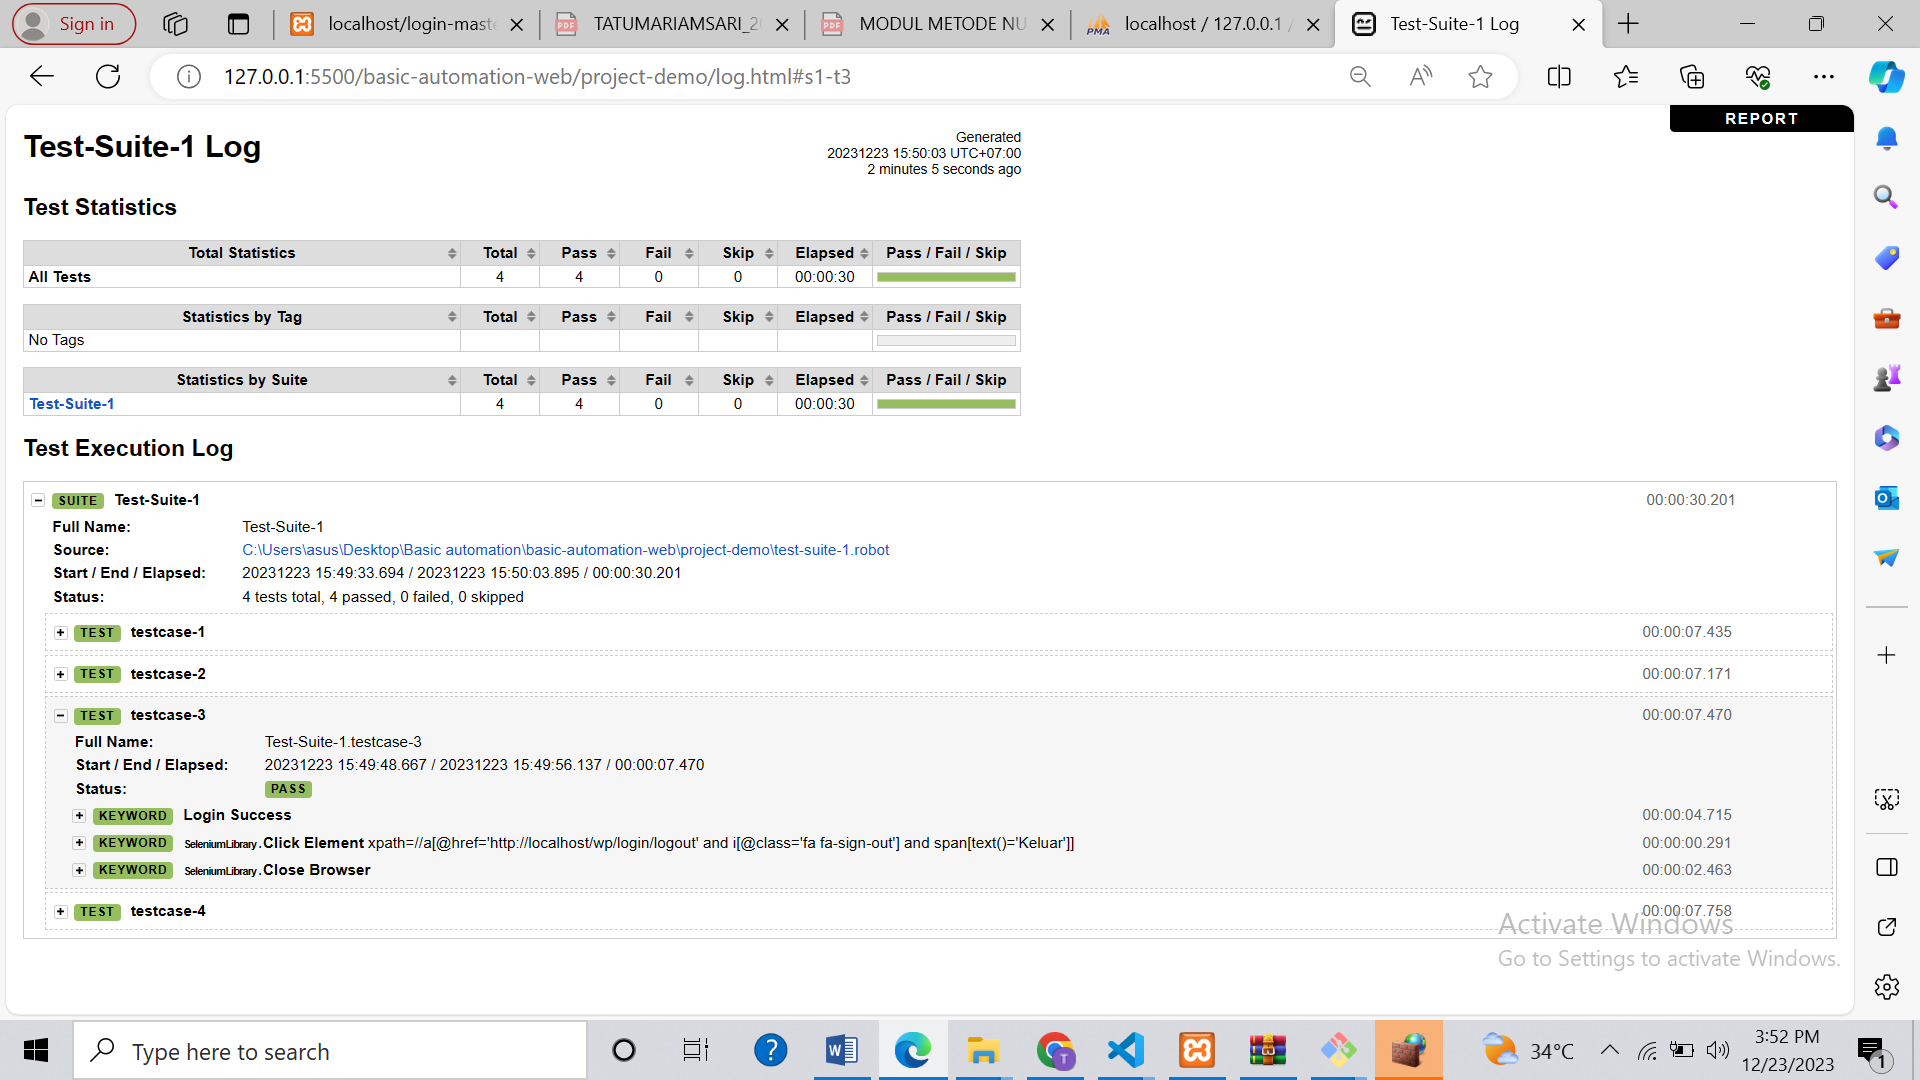 Sign in
localhost/login-maste
TATUMARIAMSARI_2
MODUL METODE NU
localhost / 127.0.0.1 /
Test-Suite-1 Log
127.0.0.1:5500/basic-automation-web/project-demo/log.html#s1-t3
REPORT
Test-Suite-1 Log
Generated
20231223 15:50:03 UTC+07:00
2 minutes 5 seconds ago
Test Statistics
Total Statistics Total Pass Fail Skip Elapsed Pass / Fail / Skip
All Tests 4 4 0 0 00:00:30
Statistics by Tag Total Pass Fail Skip Elapsed Pass / Fail / Skip
No Tags
Statistics by Suite Total Pass Fail Skip Elapsed Pass / Fail / Skip
Test-Suite-1 4 4 0 0 00:00:30
Test Execution Log
SUITE Test-Suite-1 00:00:30.201
Full Name: Test-Suite-1
Source: C:\Users\asus\Desktop\Basic automation\basic-automation-web\project-demo\test-suite-1.robot
Start / End / Elapsed: 20231223 15:49:33.694 / 20231223 15:50:03.895 / 00:00:30.201
Status: 4 tests total, 4 passed, 0 failed, 0 skipped
TEST testcase-1 00:00:07.435
TEST testcase-2 00:00:07.171
TEST testcase-3 00:00:07.470
Full Name: Test-Suite-1.testcase-3
Start / End / Elapsed: 20231223 15:49:48.667 / 20231223 15:49:56.137 / 00:00:07.470
Status: PASS
KEYWORD Login Success 00:00:04.715
KEYWORD SeleniumLibrary.Click Element xpath=//a[@href='http://localhost/wp/login/logout' and i[@class='fa fa-sign-out'] and span[text()='Keluar']] 00:00:00.291
KEYWORD SeleniumLibrary.Close Browser 00:00:02.463
TEST testcase-4 00:00:07.758
Activate Windows
Go to Settings to activate Windows.
Type here to search
34°C
3:52 PM
12/23/2023
1